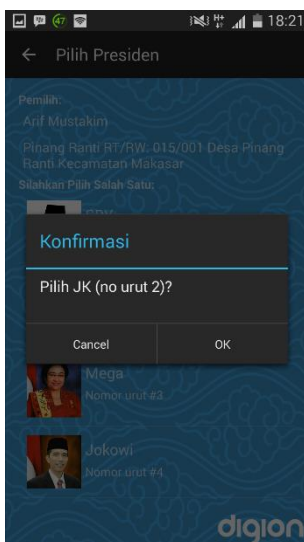 47
18:21
Pilih Presiden
Pemilih:
Arif Mustakim
Pinang Ranti RT/RW: 015/001 Desa Pinang
Ranti Kecamatan Makasar
Silahkan Pilih Salah Satu:
SBY
Konfirmasi
Pilih JK (no urut 2)?
Cancel OK
Mega
Nomor urut #3
Jokowi
Nomor urut #4
digion